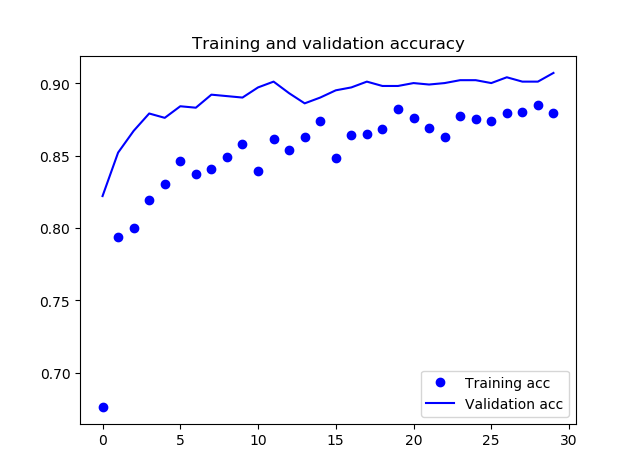 Training and validation accuracy
0.90
0.85
0.80
0.75
0.70
Training acc
Validation acc
0 5 10 15 20 25 30